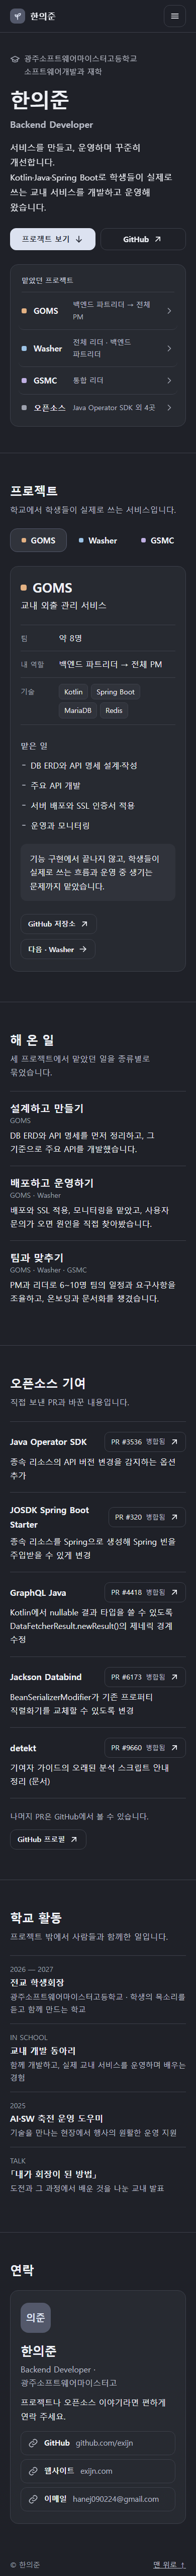 한의준
광주소프트웨어마이스터고등학교
소프트웨어개발과 재학
한의준
Backend Developer
서비스를 만들고, 운영하며 꾸준히
개선합니다.
Kotlin·Java·Spring Boot로 학생들이 실제로
쓰는 교내 서비스를 개발하고 운영해
왔습니다.
프로젝트 보기 ↓
GitHub ↗
맡았던 프로젝트
GOMS 백엔드 파트리더 → 전체
PM
Washer 전체 리더 · 백엔드
파트리더
GSMC 통합 리더
오픈소스 Java Operator SDK 외 4곳
프로젝트
학교에서 학생들이 실제로 쓰는 서비스입니다.
GOMS Washer GSMC
GOMS
교내 외출 관리 서비스
팀 약 8명
내 역할 백엔드 파트리더 → 전체 PM
기술 Kotlin Spring Boot
MariaDB Redis
맡은 일
- DB ERD와 API 명세 설계·작성
- 주요 API 개발
- 서버 배포와 SSL 인증서 적용
- 운영과 모니터링
기능 구현에서 끝나지 않고, 학생들이
실제로 쓰는 흐름과 운영 중 생기는
문제까지 맡았습니다.
GitHub 저장소 ↗
다음 · Washer →
해 온 일
세 프로젝트에서 맡았던 일을 종류별로
묶었습니다.
설계하고 만들기
GOMS
DB ERD와 API 명세를 먼저 정리하고, 그
기준으로 주요 API를 개발했습니다.
배포하고 운영하기
GOMS · Washer
배포와 SSL 적용, 모니터링을 맡았고, 사용자
문의가 오면 원인을 직접 찾아봤습니다.
팀과 맞추기
GOMS · Washer · GSMC
PM과 리더로 6~10명 팀의 일정과 요구사항을
조율하고, 온보딩과 문서화를 챙겼습니다.
오픈소스 기여
직접 보낸 PR과 바꾼 내용입니다.
Java Operator SDK PR #3536 병합됨 ↗
종속 리소스의 API 버전 변경을 감지하는 옵션
추가
JOSDK Spring Boot
Starter PR #320 병합됨 ↗
종속 리소스를 Spring으로 생성해 Spring 빈을
주입받을 수 있게 변경
GraphQL Java PR #4418 병합됨 ↗
Kotlin에서 nullable 결과 타입을 쓸 수 있도록
DataFetcherResult.newResult()의 제네릭 경계
수정
Jackson Databind PR #6173 병합됨 ↗
BeanSerializerModifier가 기존 프로퍼티
직렬화기를 교체할 수 있도록 변경
detekt PR #9660 병합됨 ↗
기여자 가이드의 오래된 분석 스크립트 안내
정리 (문서)
나머지 PR은 GitHub에서 볼 수 있습니다.
GitHub 프로필 ↗
학교 활동
프로젝트 밖에서 사람들과 함께한 일입니다.
2026 — 2027
전교 학생회장
광주소프트웨어마이스터고등학교 · 학생의 목소리를
듣고 함께 만드는 학교
IN SCHOOL
교내 개발 동아리
함께 개발하고, 실제 교내 서비스를 운영하며 배우는
경험
2025
AI·SW 축전 운영 도우미
기술을 만나는 현장에서 행사의 원활한 운영 지원
TALK
「내가 회장이 된 방법」
도전과 그 과정에서 배운 것을 나눈 교내 발표
연락
의준
한의준
Backend Developer ·
광주소프트웨어마이스터고
프로젝트나 오픈소스 이야기라면 편하게
연락 주세요.
GitHub github.com/exijn
웹사이트 exijn.com
이메일 hanej090224@gmail.com
© 한의준 맨 위로 ↑